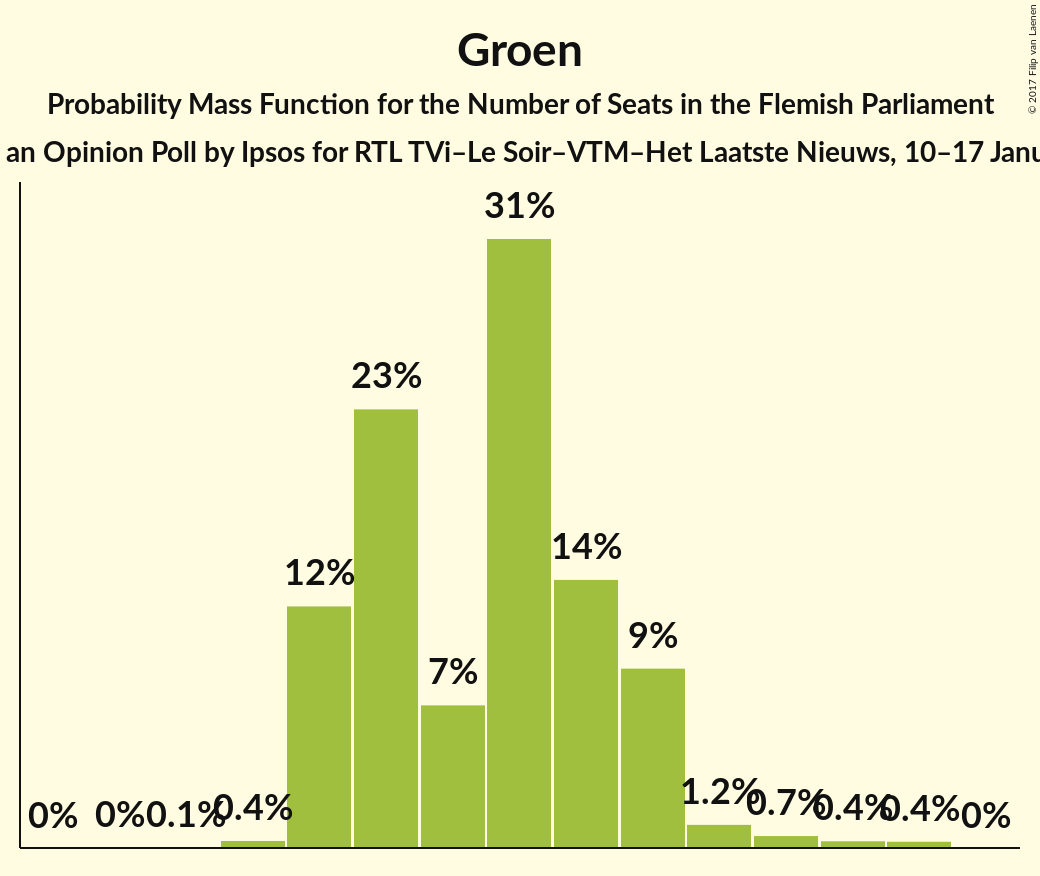 Groen
Probability Mass Function for the Number of Seats in the Flemish Parliament
an Opinion Poll by Ipsos for RTL TVi–Le Soir–VTM–Het Laatste Nieuws, 10–17 Janu
© 2017 Filip van Laenen
31%
23%
14%
12%
9%
7%
0% 0% 0.1% 0.4% 1.2% 0.7% 0.4% 0.4% 0%